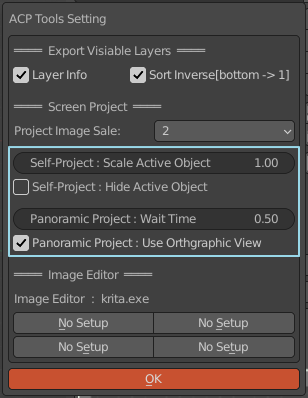 ACP Tools Setting
Export Visiable Layers
Layer Info Sort Inverse[bottom -> 1]
Screen Project
Project Image Sale: 2
Self-Project : Scale Active Object 1.00
Self-Project : Hide Active Object
Panoramic Project : Wait Time 0.50
Panoramic Project : Use Orthgraphic View
Image Editor
Image Editor : krita.exe
No Setup No Setup
No Setup No Setup
OK